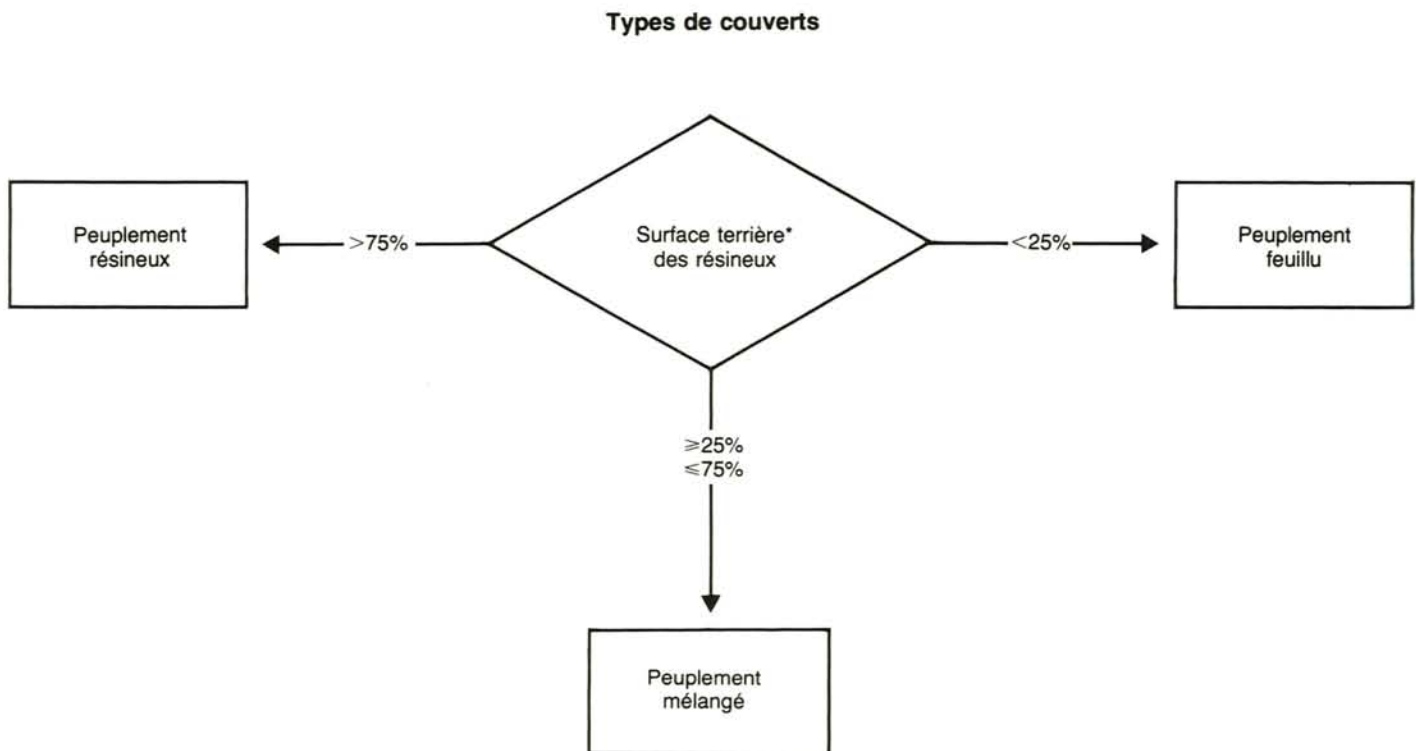 Types de couverts
Peuplement
résineux
>75%
Surface terrière*
des résineux
<25%
Peuplement
feuillu
≥25%
≤75%
Peuplement
mélangé